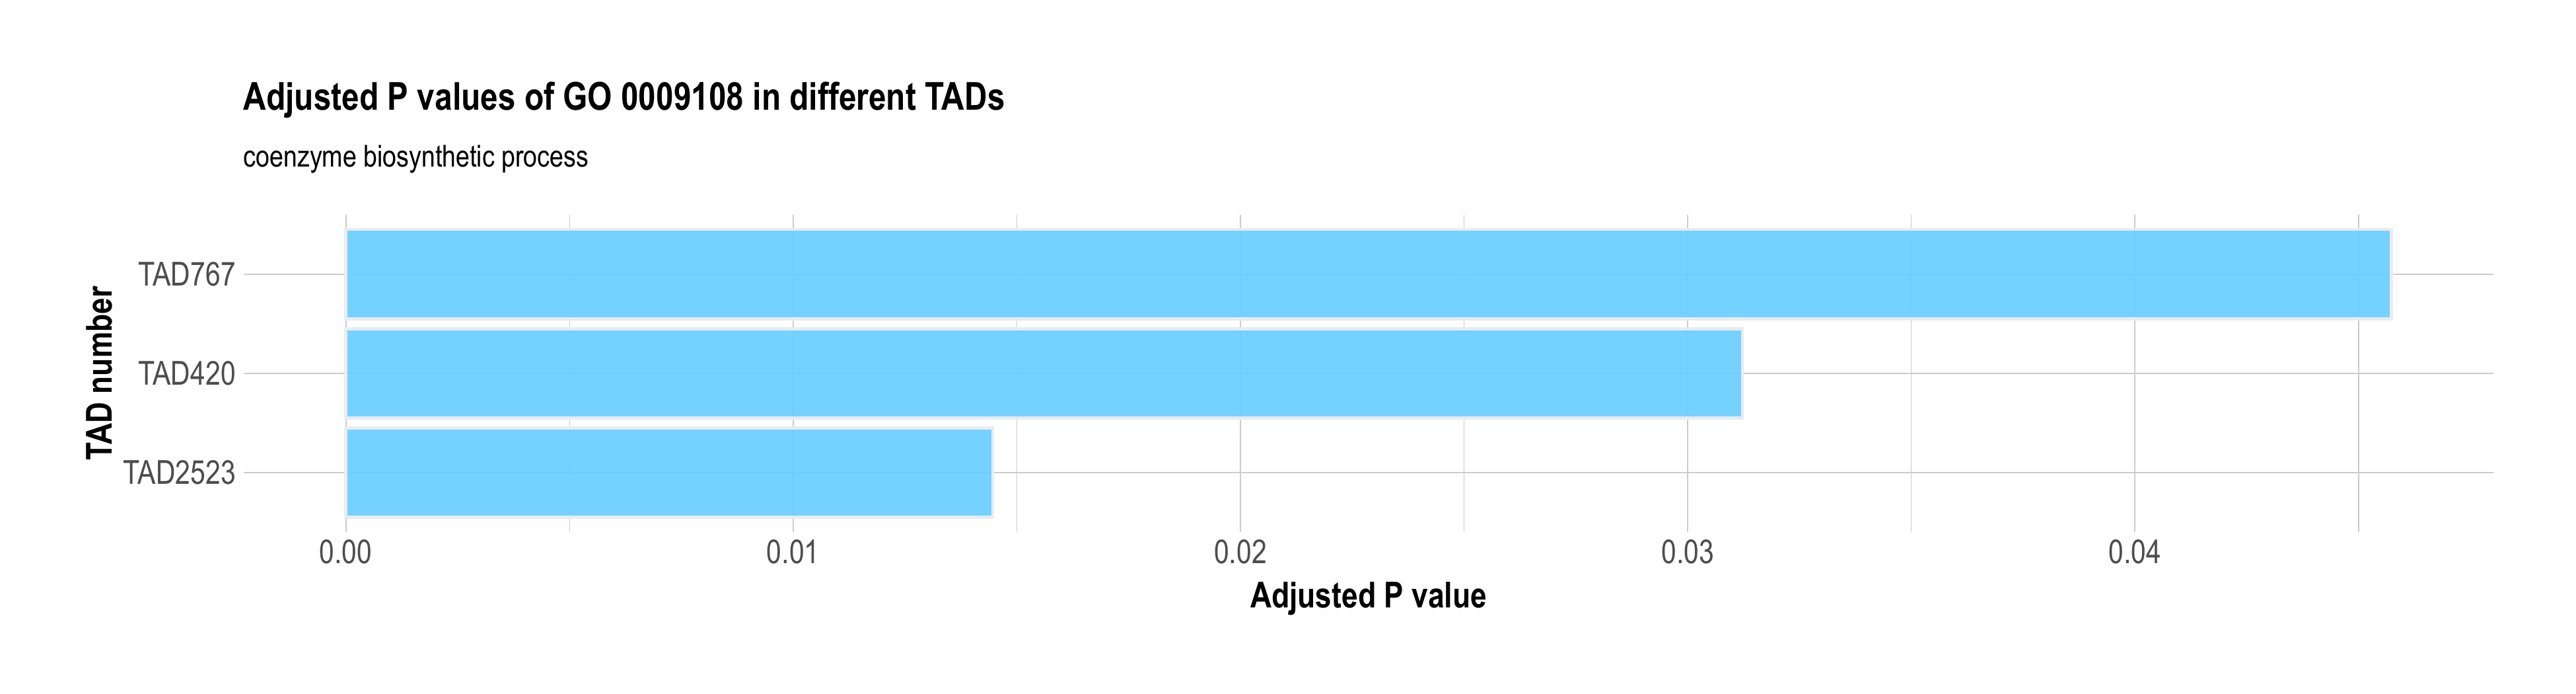 Adjusted P values of GO 0009108 in different TADs
coenzyme biosynthetic process
TAD number
TAD767
TAD420
TAD2523
0.00 0.01 0.02 0.03 0.04
Adjusted P value